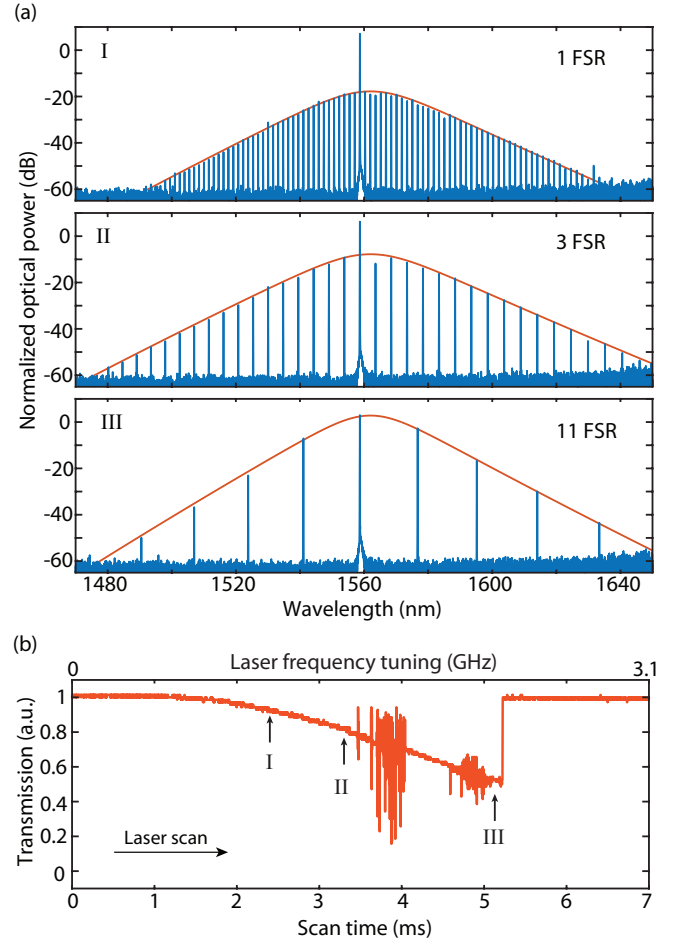 (a)
Normalized optical power (dB)
I
1 FSR
0
-20
-40
-60
II
3 FSR
0
-20
-40
-60
III
11 FSR
0
-20
-40
-60
1480 1520 1560 1600 1640
Wavelength (nm)
(b)
Laser frequency tuning (GHz)
0 3.1
Transmission (a.u.)
1
0.8
0.6
0.4
0.2
0
I
II
III
Laser scan
0 1 2 3 4 5 6 7
Scan time (ms)